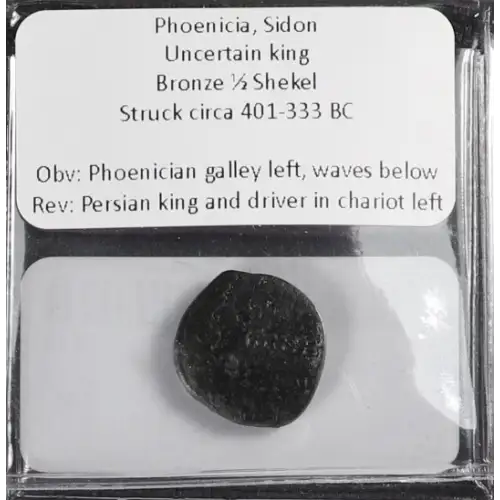 Phoenicia, Sidon
Uncertain king
Bronze ½ Shekel
Struck circa 401-333 BC
Obv: Phoenician galley left, waves below
Rev: Persian king and driver in chariot left